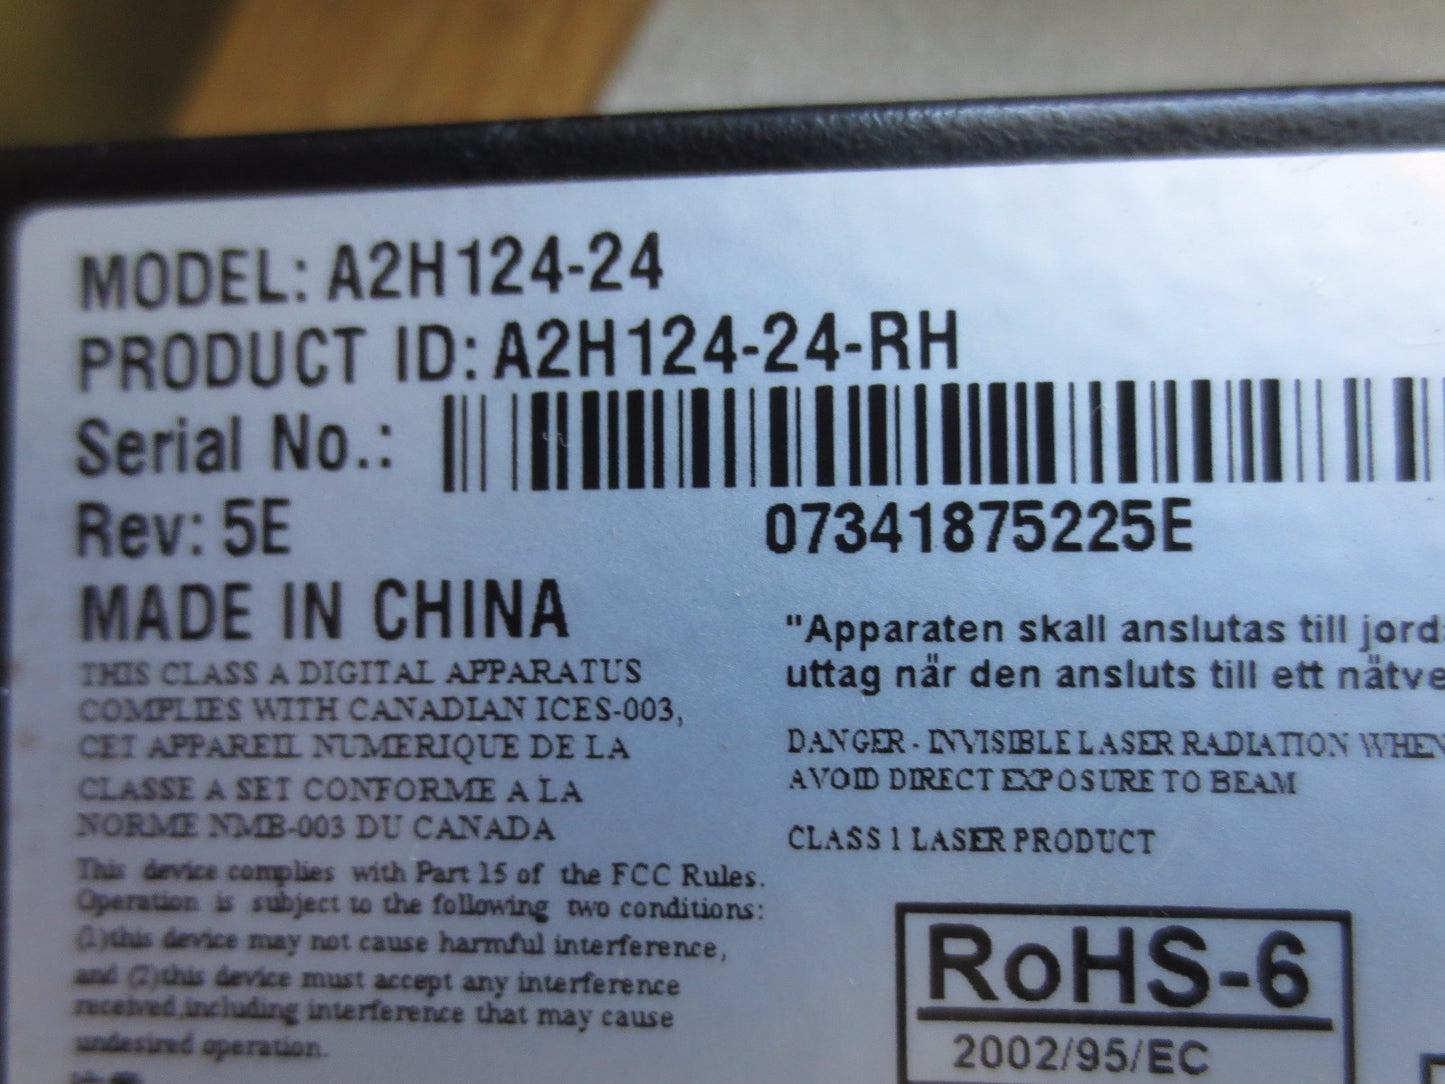 MODEL: A2H124-24
PRODUCT ID: A2H124-24-RH
Serial No.:
Rev: 5E
07341875225E
MADE IN CHINA
THIS CLASS A DIGITAL APPARATUS
COMPLIES WITH CANADIAN ICES-003,
CET APPAREIL NUMERIQUE DE LA
CLASSE A SET CONFORME A LA
NORME NMB-003 DU CANADA
This device complies with Part 15 of the FCC Rules.
Operation is subject to the following two conditions:
(1)this device may not cause harmful interference,
and (2)this device must accept any interference
received,including interference that may cause
undesired operation.
"Apparaten skall anslutas till jord
uttag när den ansluts till ett nätve
DANGER - INVISIBLE LASER RADIATION WHEN
AVOID DIRECT EXPOSURE TO BEAM
CLASS 1 LASER PRODUCT
RoHS-6
2002/95/EC